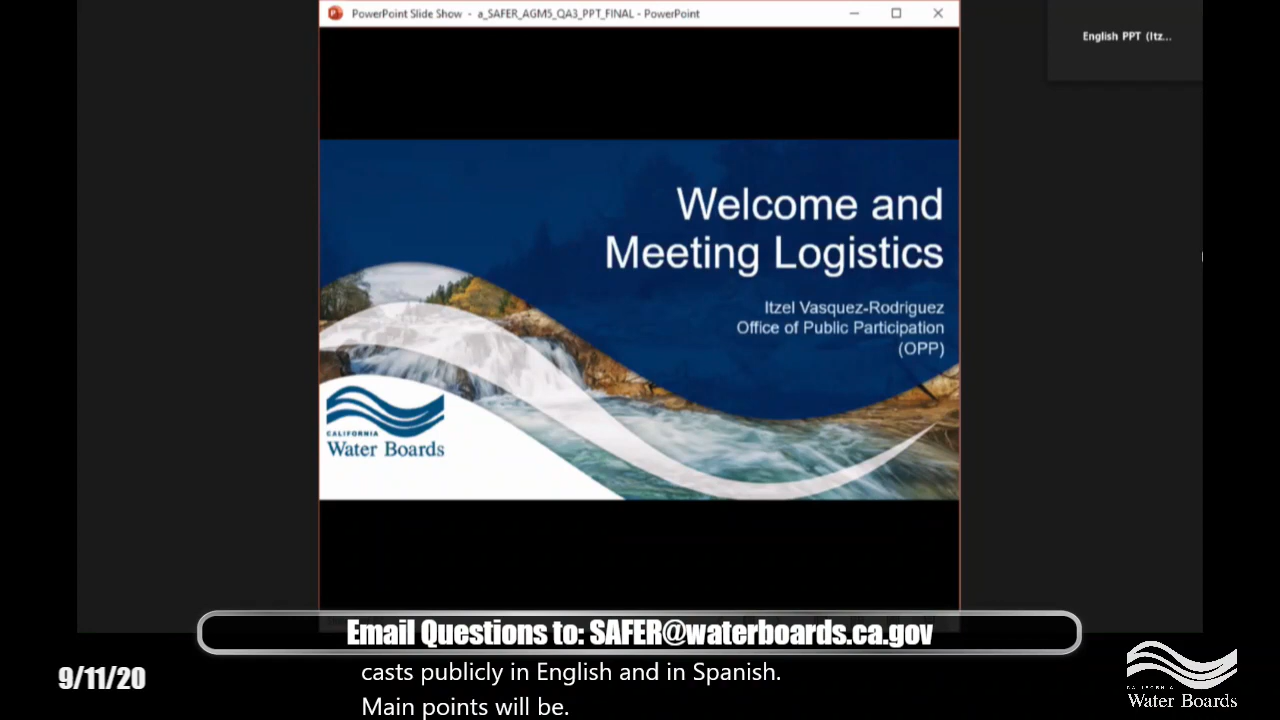 PowerPoint Slide Show - a_SAFER_AGM5_QA3_PPT_FINAL - PowerPoint
English PPT (Itz...
Welcome and
Meeting Logistics
Itzel Vasquez-Rodriguez
Office of Public Participation
(OPP)
CALIFORNIA
Water Boards
Email Questions to: SAFER@waterboards.ca.gov
9/11/20
casts publicly in English and in Spanish.
Main points will be.
CALIFORNIA
Water Boards